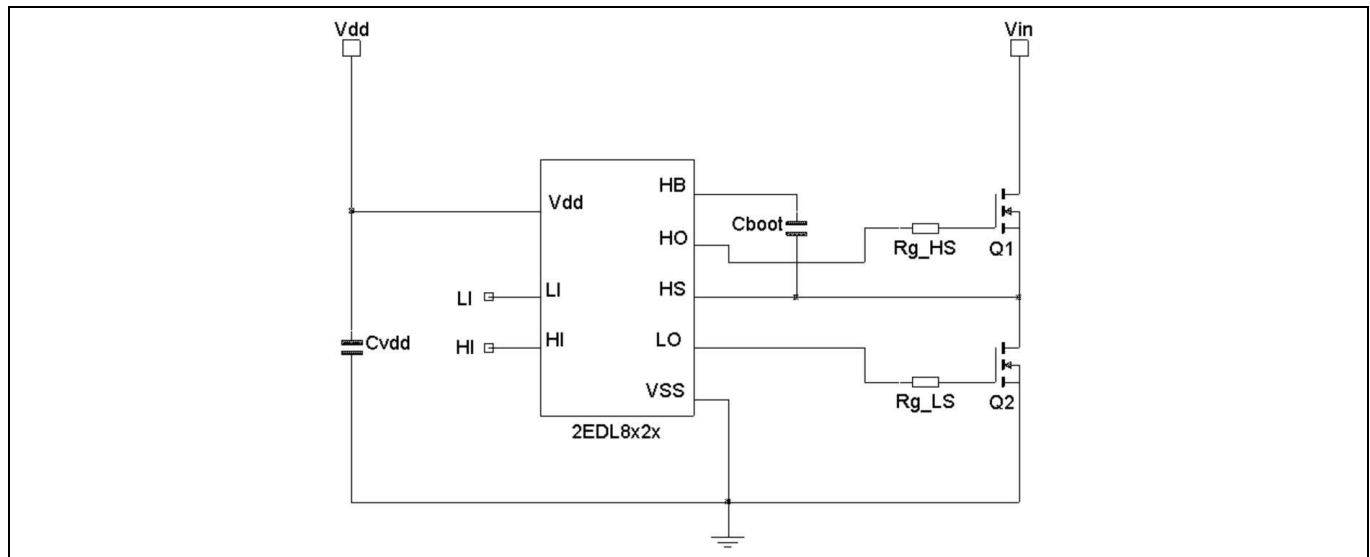 Vdd
Vin
HB
Vdd
Cboot
HO
Rg_HS
Q1
LI
LI
HS
HI
HI
LO
Cvdd
VSS
Rg_LS
Q2
2EDL8x2x